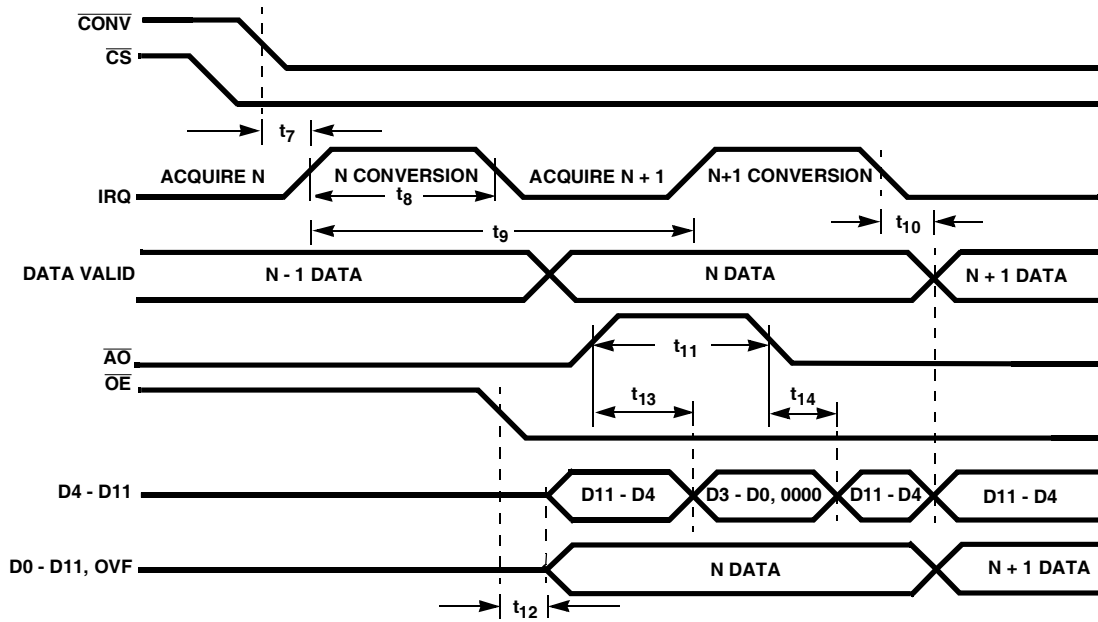 CONV
CS
t7
ACQUIRE N
N CONVERSION
ACQUIRE N + 1
N+1 CONVERSION
IRQ
t8
t10
t9
DATA VALID
N - 1 DATA
N DATA
N + 1 DATA
AO
t11
OE
t13
t14
D4 - D11
D11 - D4
D3 - D0, 0000
D11 - D4
D11 - D4
D0 - D11, OVF
N DATA
N + 1 DATA
t12